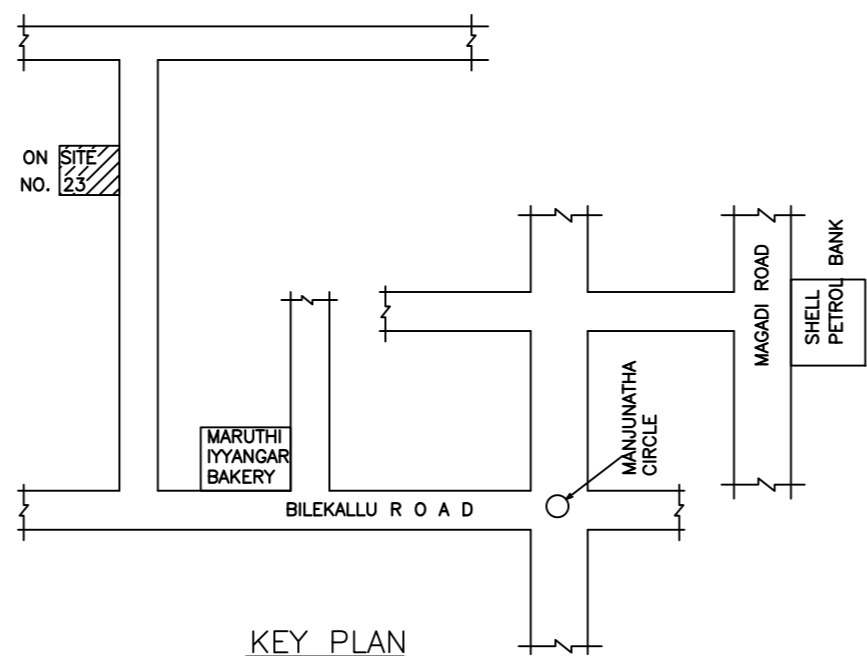 ON SITE
NO. 23
MARUTHI
IYYANGAR
BAKERY
BILEKALLU R O A D
MANJUNATHA
CIRCLE
MAGADI ROAD
SHELL
PETROL BANK
KEY PLAN